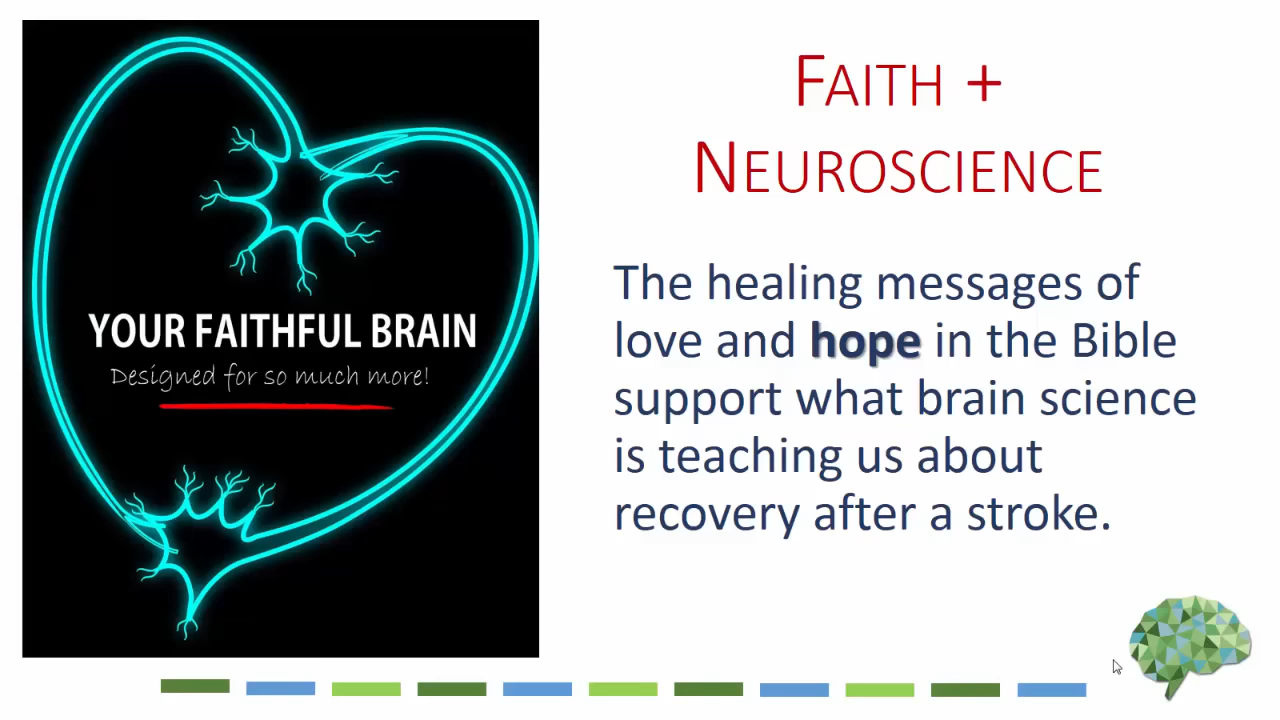 YOUR FAITHFUL BRAIN
Designed for so much more!
FAITH +
NEUROSCIENCE
The healing messages of
love and hope in the Bible
support what brain science
is teaching us about
recovery after a stroke.